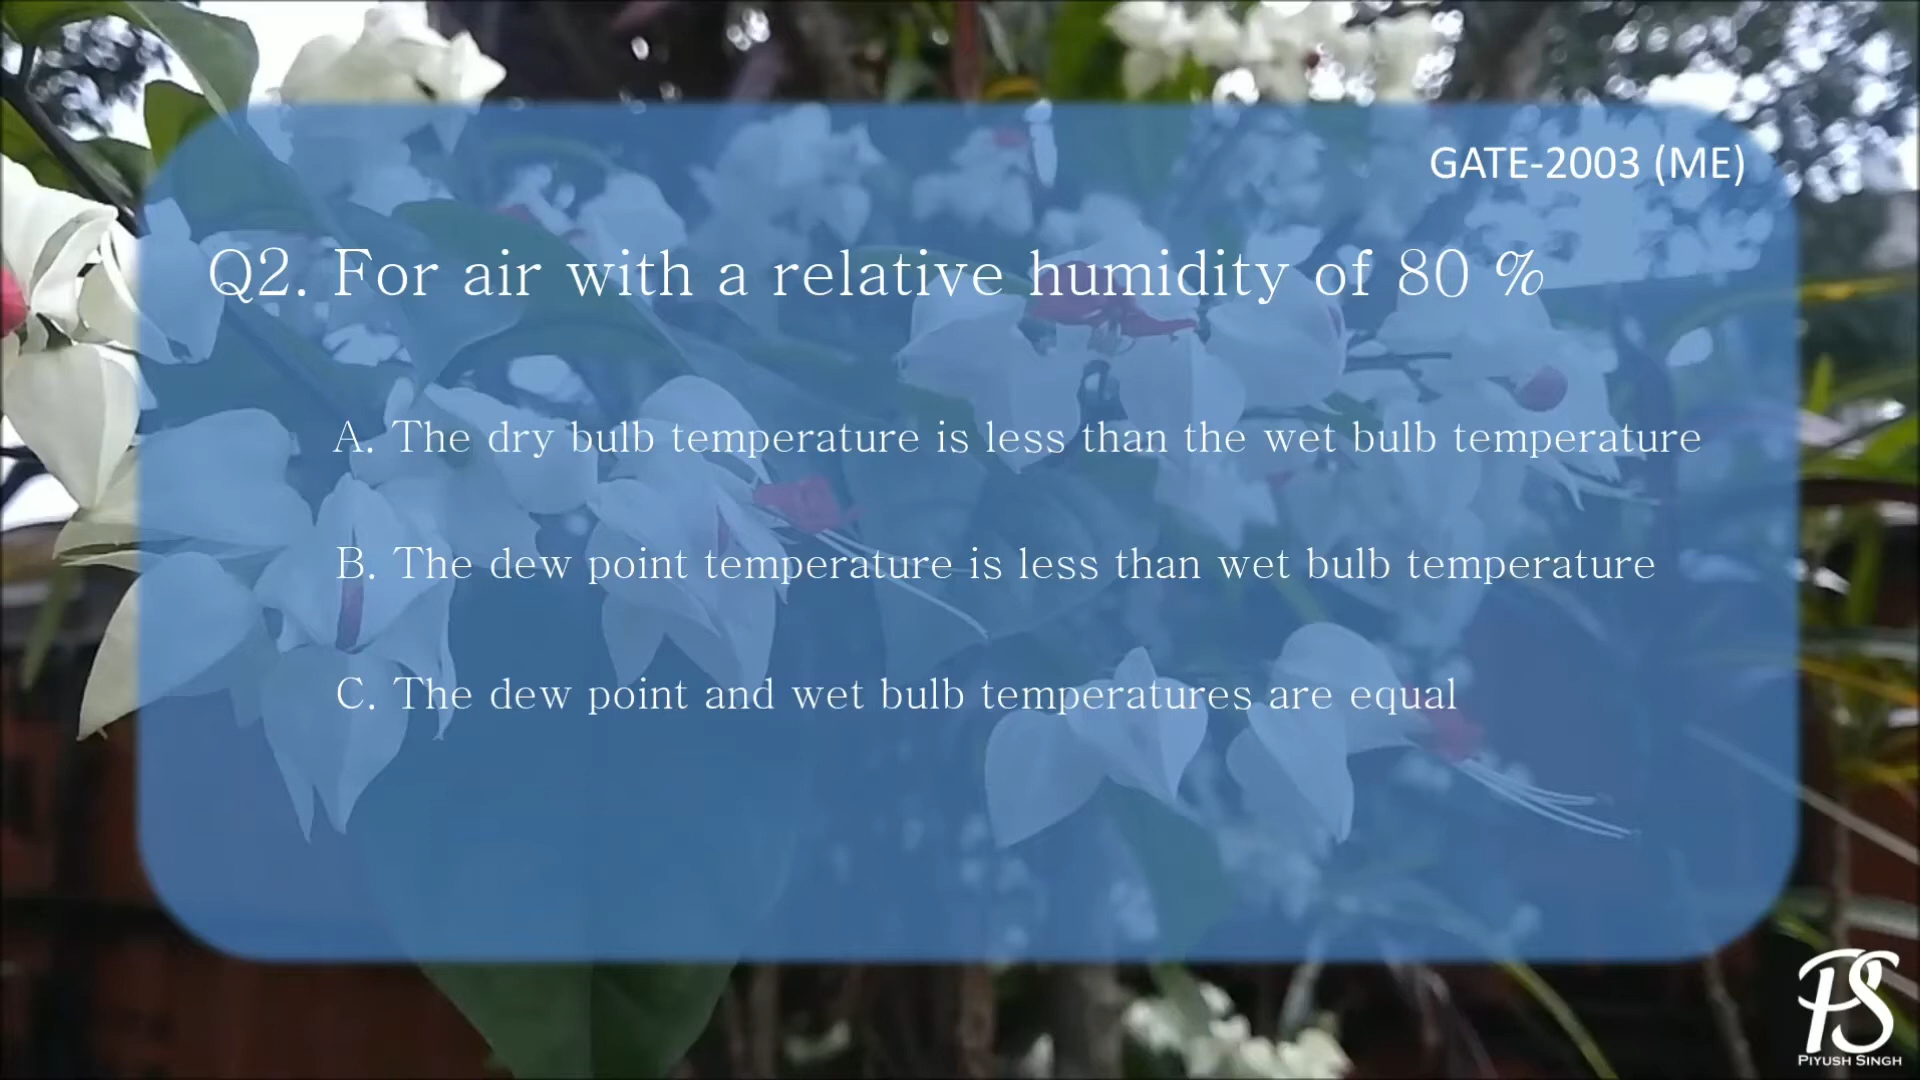 GATE-2003 (ME)
Q2. For air with a relative humidity of 80 %
A. The dry bulb temperature is less than the wet bulb temperature
B. The dew point temperature is less than wet bulb temperature
C. The dew point and wet bulb temperatures are equal
PS
PIYUSH SINGH